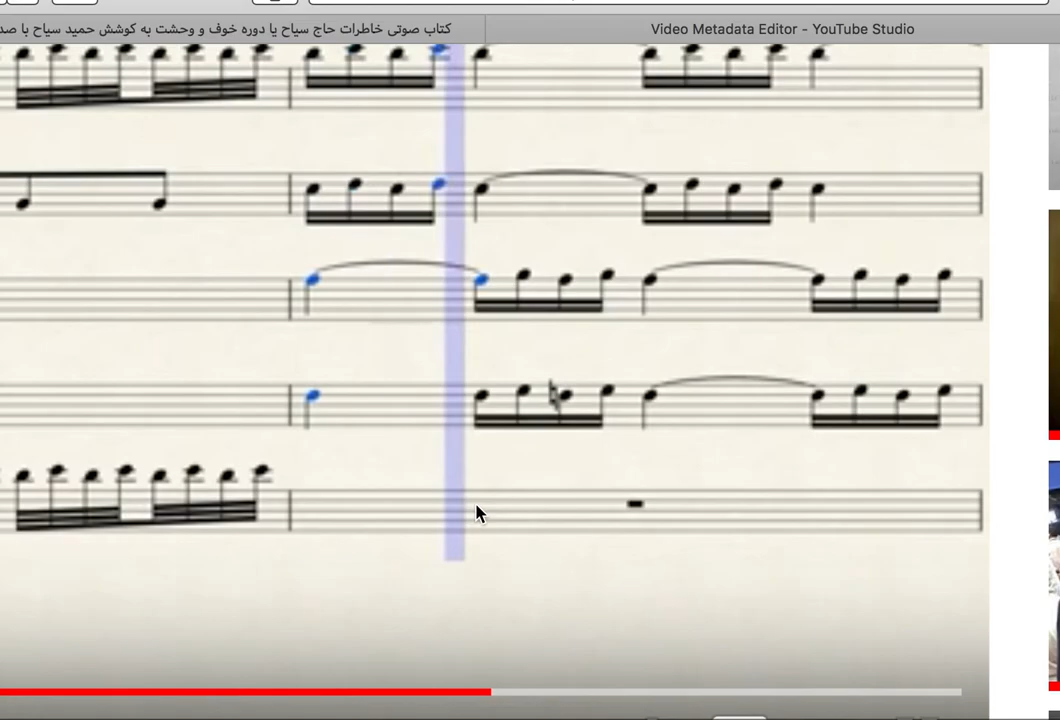 کتاب صوتی خاطرات حاج سیاح یا دوره خوف و وحشت به کوشش حمید سیاح با صد
Video Metadata Editor - YouTube Studio